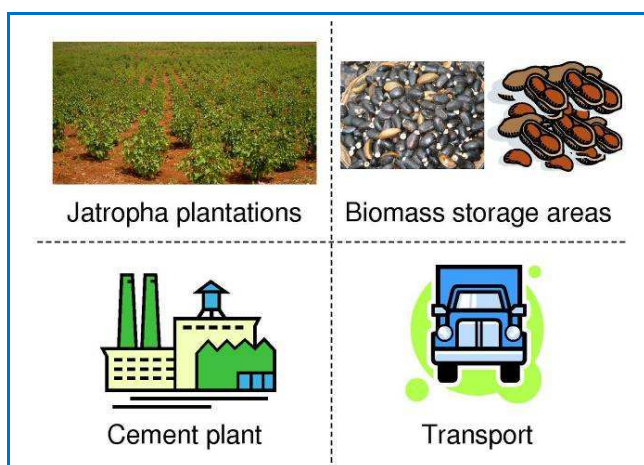 Jatropha plantations
Biomass storage areas
Cement plant
Transport